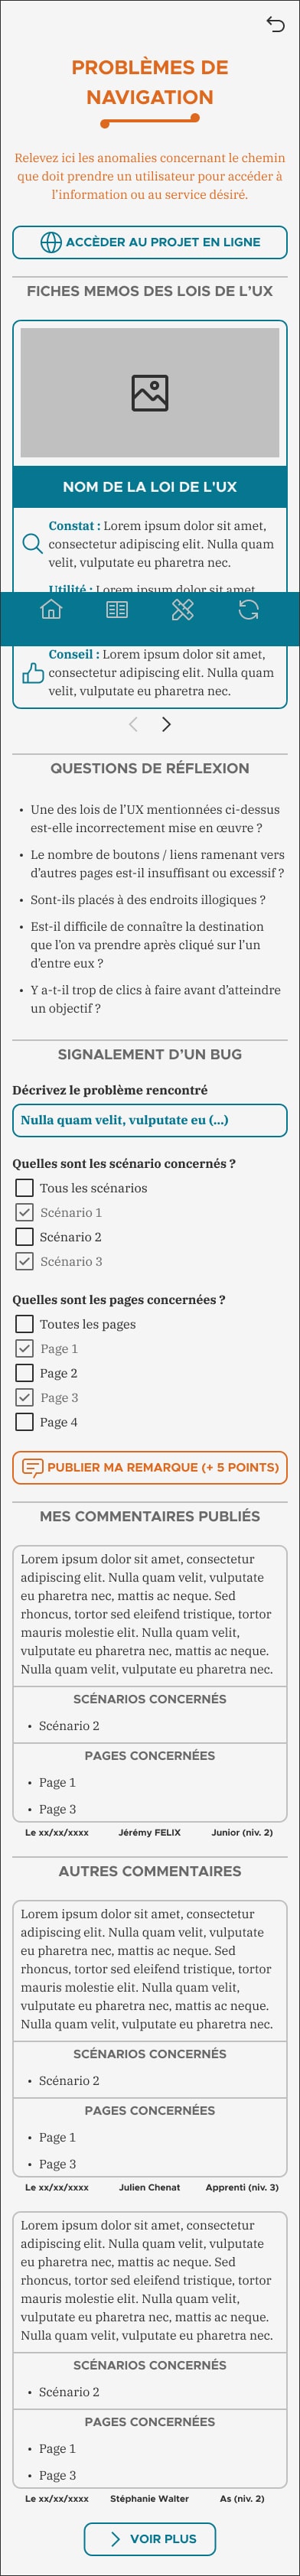 PROBLÈMES DE
NAVIGATION
Relevez ici les anomalies concernant le chemin
que doit prendre un utilisateur pour accéder à
l’information ou au service désiré.
ACCÈDER AU PROJET EN LIGNE
FICHES MEMOS DES LOIS DE L’UX
NOM DE LA LOI DE L’UX
Constat : Lorem ipsum dolor sit amet,
consectetur adipiscing elit. Nulla quam
velit, vulputate eu pharetra nec.
Utilité : Lorem ipsum dolor sit amet,
Conseil : Lorem ipsum dolor sit amet,
consectetur adipiscing elit. Nulla quam
velit, vulputate eu pharetra nec.
QUESTIONS DE RÉFLEXION
• Une des lois de l’UX mentionnées ci-dessus
est-elle incorrectement mise en œuvre ?
• Le nombre de boutons / liens ramenant vers
d’autres pages est-il insuffisant ou excessif ?
• Sont-ils placés à des endroits illogiques ?
• Est-il difficile de connaître la destination
que l’on va prendre après cliqué sur l’un
d’entre eux ?
• Y a-t-il trop de clics à faire avant d’atteindre
un objectif ?
SIGNALEMENT D’UN BUG
Décrivez le problème rencontré
Nulla quam velit, vulputate eu (...)
Quelles sont les scénario concernés ?
Tous les scénarios
Scénario 1
Scénario 2
Scénario 3
Quelles sont les pages concernées ?
Toutes les pages
Page 1
Page 2
Page 3
Page 4
PUBLIER MA REMARQUE (+ 5 POINTS)
MES COMMENTAIRES PUBLIÉS
Lorem ipsum dolor sit amet, consectetur
adipiscing elit. Nulla quam velit, vulputate
eu pharetra nec, mattis ac neque. Sed
rhoncus, tortor sed eleifend tristique, tortor
mauris molestie elit. Nulla quam velit,
vulputate eu pharetra nec, mattis ac neque.
Nulla quam velit, vulputate eu pharetra nec.
SCÉNARIOS CONCERNÉS
• Scénario 2
PAGES CONCERNÉES
• Page 1
• Page 3
Le xx/xx/xxxx Jérémy FELIX Junior (niv. 2)
AUTRES COMMENTAIRES
Lorem ipsum dolor sit amet, consectetur
adipiscing elit. Nulla quam velit, vulputate
eu pharetra nec, mattis ac neque. Sed
rhoncus, tortor sed eleifend tristique, tortor
mauris molestie elit. Nulla quam velit,
vulputate eu pharetra nec, mattis ac neque.
Nulla quam velit, vulputate eu pharetra nec.
SCÉNARIOS CONCERNÉS
• Scénario 2
PAGES CONCERNÉES
• Page 1
• Page 3
Le xx/xx/xxxx Julien Chenat Apprenti (niv. 3)
Lorem ipsum dolor sit amet, consectetur
adipiscing elit. Nulla quam velit, vulputate
eu pharetra nec, mattis ac neque. Sed
rhoncus, tortor sed eleifend tristique, tortor
mauris molestie elit. Nulla quam velit,
vulputate eu pharetra nec, mattis ac neque.
Nulla quam velit, vulputate eu pharetra nec.
SCÉNARIOS CONCERNÉS
• Scénario 2
PAGES CONCERNÉES
• Page 1
• Page 3
Le xx/xx/xxxx Stéphanie Walter As (niv. 2)
VOIR PLUS